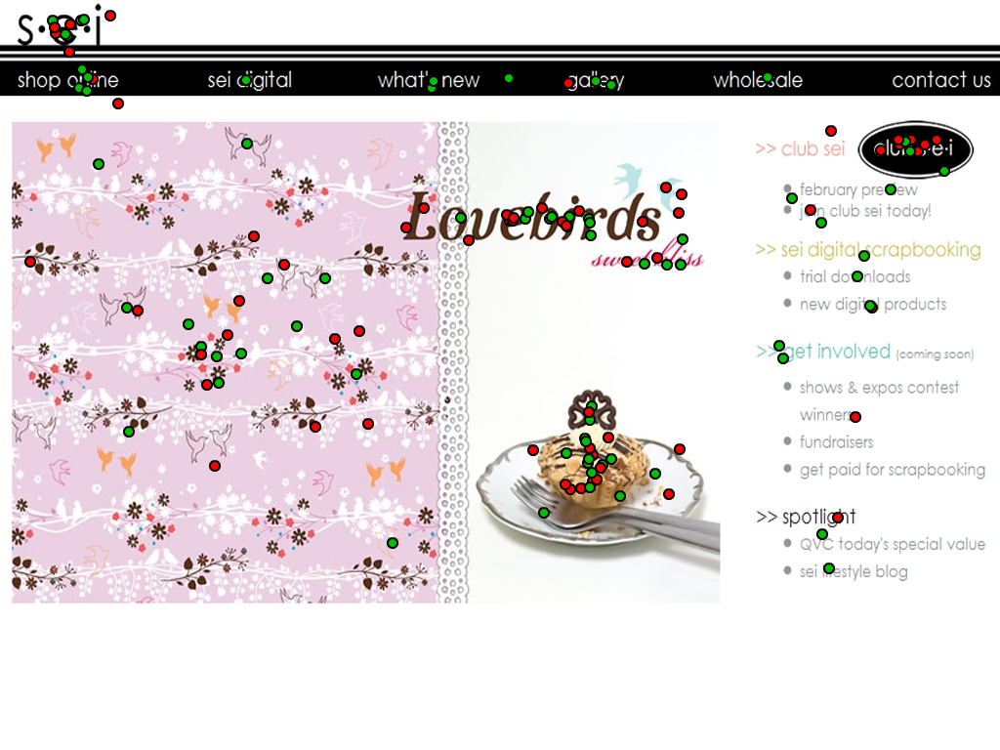 s·e·i
shop online sei digital what's new gallery wholesale contact us
Lovebirds
sweet bliss
>> club sei
club s·e·i
february preview
join club sei today!
>> sei digital scrapbooking
trial downloads
new digital products
>> get involved (coming soon)
shows & expos contest
winners
fundraisers
get paid for scrapbooking
>> spotlight
QVC today's special value
sei lifestyle blog